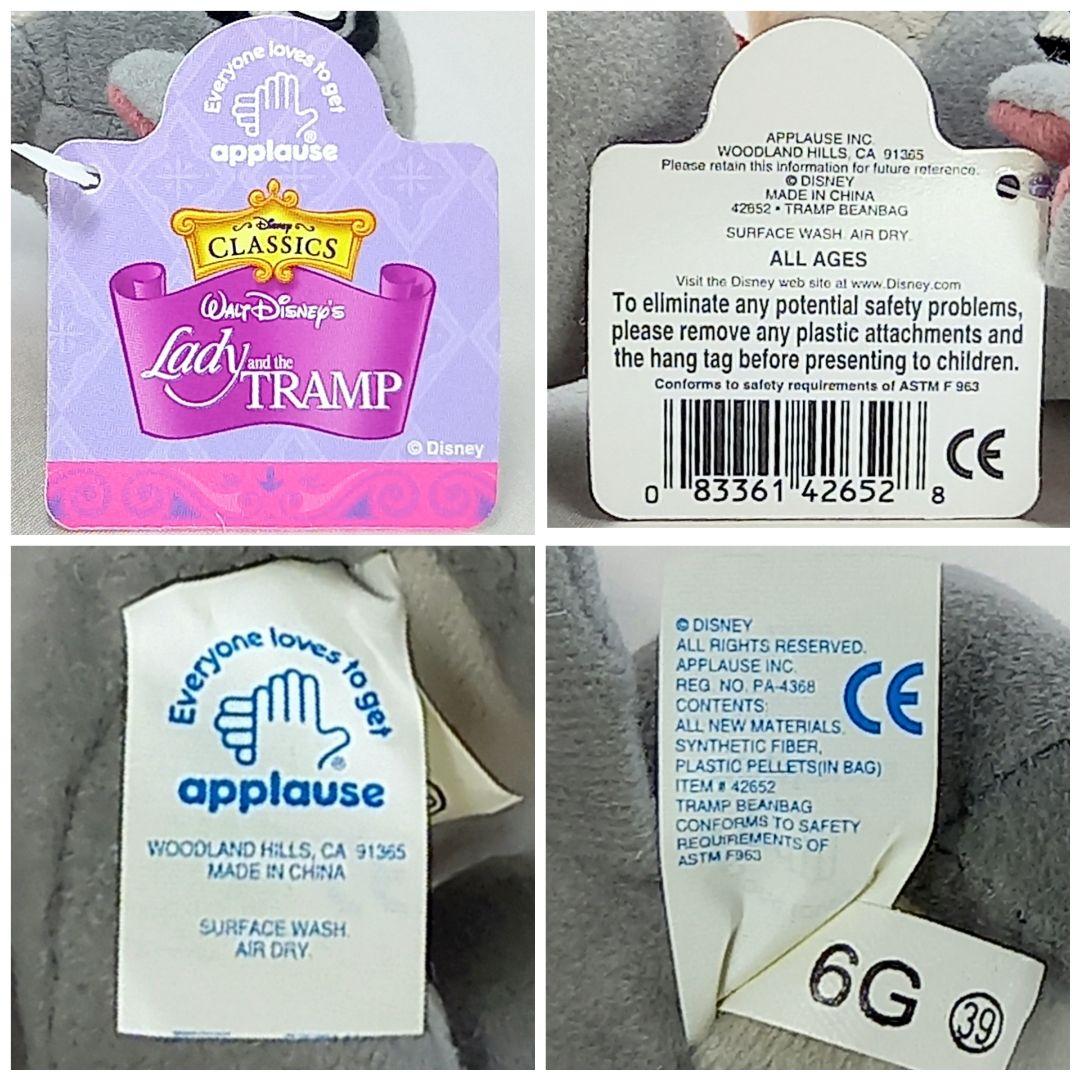 Everyone loves to get
applause
Disney
CLASSICS
WALT DISNEY'S
Lady and the
TRAMP
© Disney
APPLAUSE INC
WOODLAND HILLS, CA 91365
Please retain this information for future reference.
© DISNEY
MADE IN CHINA
42652 • TRAMP BEANBAG
SURFACE WASH. AIR DRY.
ALL AGES
Visit the Disney web site at www.Disney.com
To eliminate any potential safety problems,
please remove any plastic attachments and
the hang tag before presenting to children.
Conforms to safety requirements of ASTM F 963
CE
0 83361 42652 8
Everyone loves to get
applause
WOODLAND HILLS, CA 91365
MADE IN CHINA
SURFACE WASH.
AIR DRY.
© DISNEY
ALL RIGHTS RESERVED.
APPLAUSE INC.
REG. NO. PA-4368
CONTENTS:
ALL NEW MATERIALS.
SYNTHETIC FIBER,
PLASTIC PELLETS(IN BAG)
ITEM # 42652
TRAMP BEANBAG
CONFORMS TO SAFETY
REQUIREMENTS OF
ASTM F963
CE
6G 39